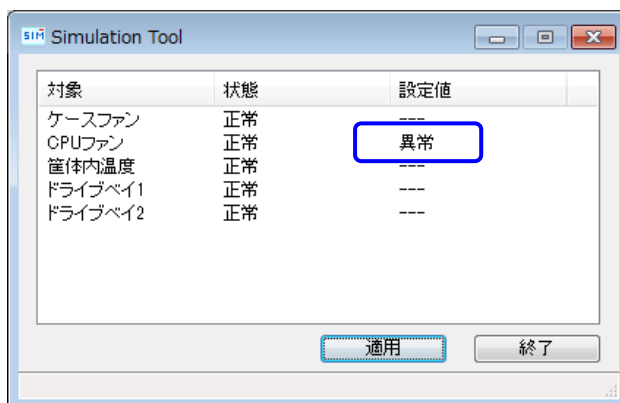 SIM Simulation Tool
対象 状態 設定値
ケースファン 正常 ---
CPUファン 正常 異常
筐体内温度 正常 ---
ドライブベイ1 正常 ---
ドライブベイ2 正常 ---
適用 終了